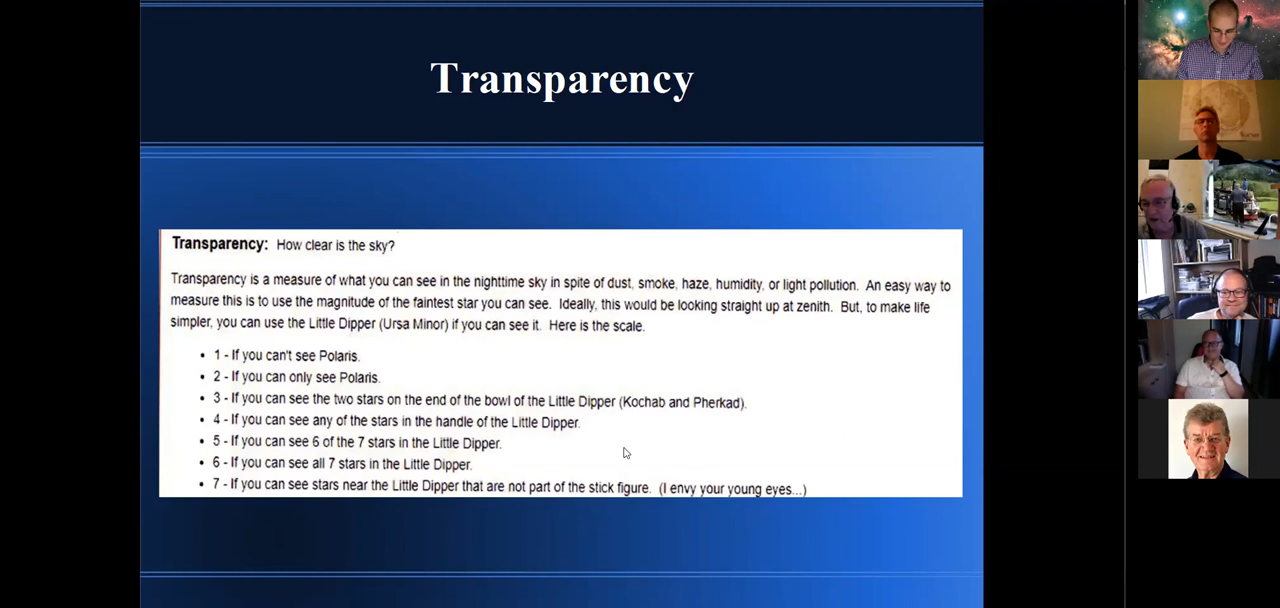 Transparency
Transparency: How clear is the sky?
Transparency is a measure of what you can see in the nighttime sky in spite of dust, smoke, haze, humidity, or light pollution. An easy way to
measure this is to use the magnitude of the faintest star you can see. Ideally, this would be looking straight up at zenith. But, to make life
simpler, you can use the Little Dipper (Ursa Minor) if you can see it. Here is the scale.
• 1 - If you can't see Polaris.
• 2 - If you can only see Polaris.
• 3 - If you can see the two stars on the end of the bowl of the Little Dipper (Kochab and Pherkad).
• 4 - If you can see any of the stars in the handle of the Little Dipper.
• 5 - If you can see 6 of the 7 stars in the Little Dipper.
• 6 - If you can see all 7 stars in the Little Dipper.
• 7 - If you can see stars near the Little Dipper that are not part of the stick figure. (I envy your young eyes...)